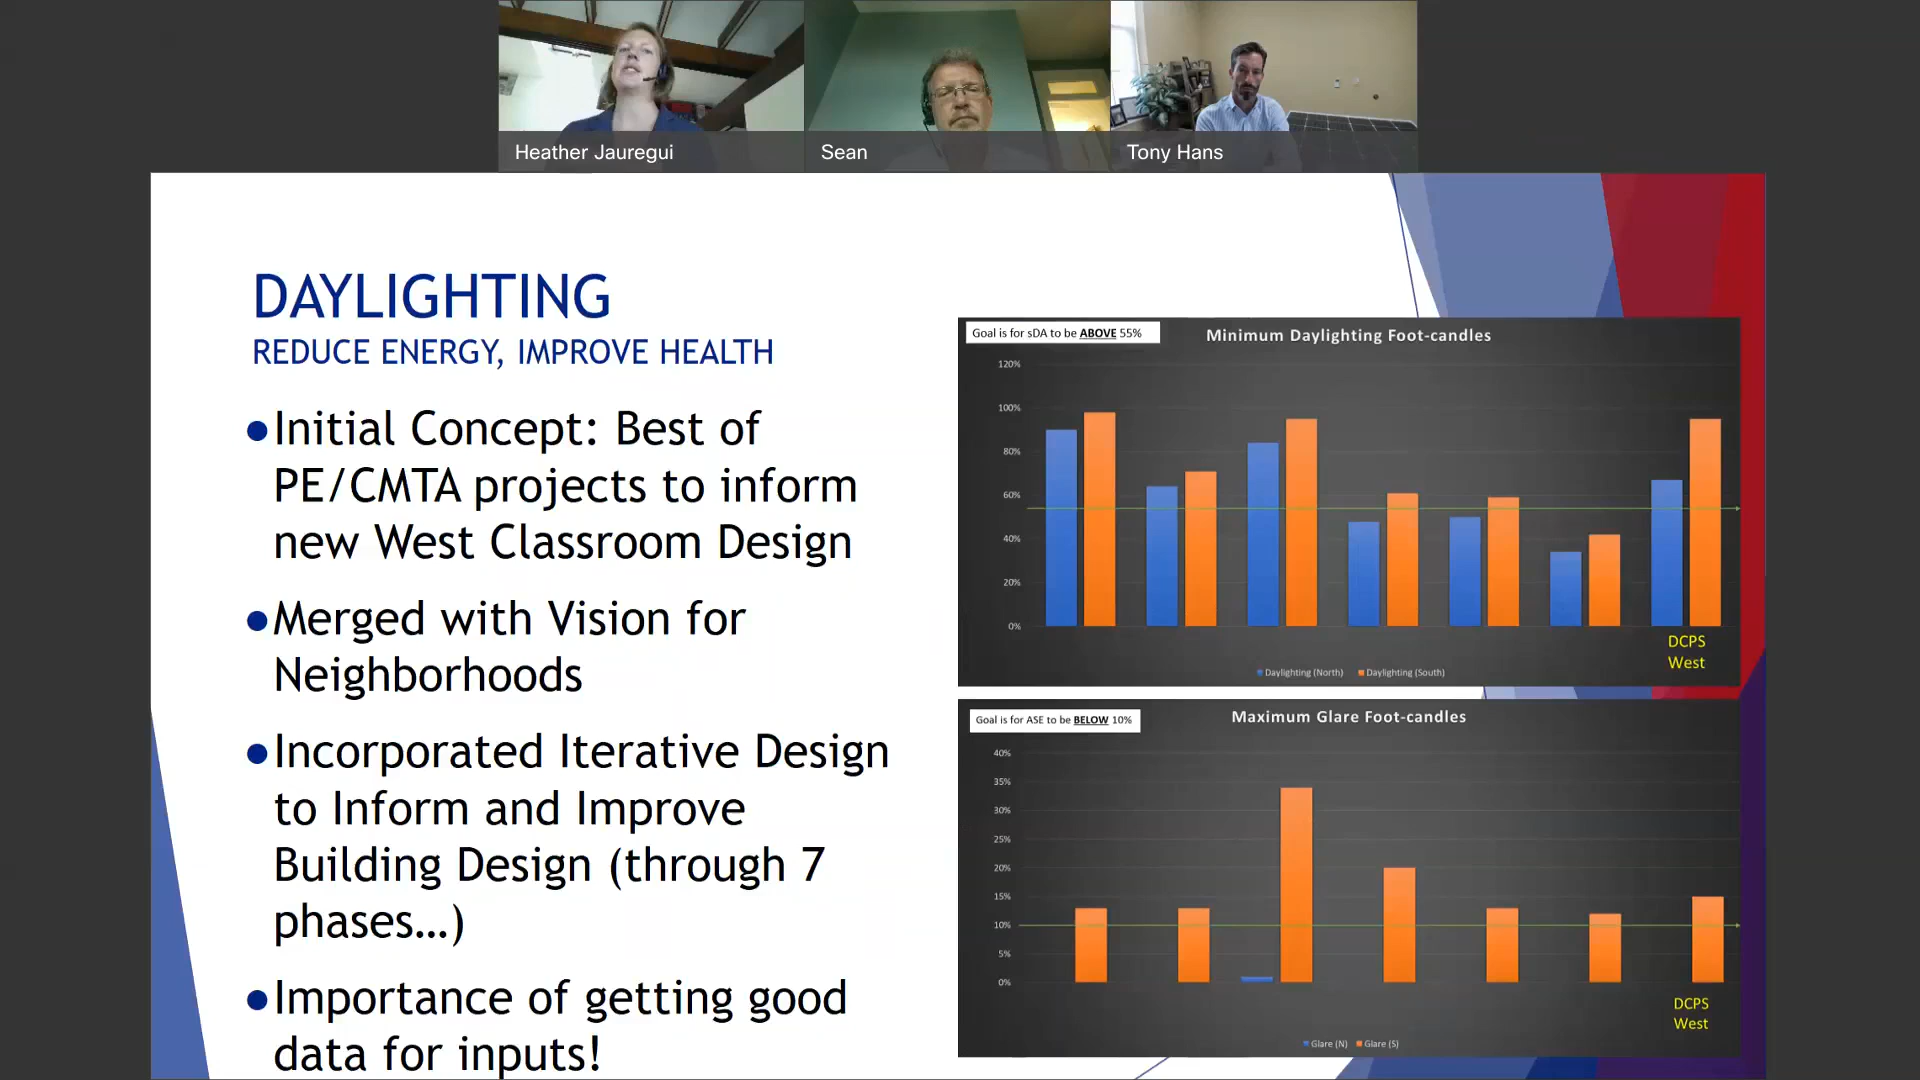 Heather Jauregui
Sean
Tony Hans
DAYLIGHTING
REDUCE ENERGY, IMPROVE HEALTH
●Initial Concept: Best of
PE/CMTA projects to inform
new West Classroom Design
●Merged with Vision for
Neighborhoods
●Incorporated Iterative Design
to Inform and Improve
Building Design (through 7
phases…)
●Importance of getting good
data for inputs!
Goal is for sDA to be ABOVE 55%
Minimum Daylighting Foot-candles
120%
100%
80%
60%
40%
20%
0%
DCPS
West
Daylighting (North) Daylighting (South)
Goal is for ASE to be BELOW 10%
Maximum Glare Foot-candles
40%
35%
30%
25%
20%
15%
10%
5%
0%
DCPS
West
Glare (N) Glare (S)